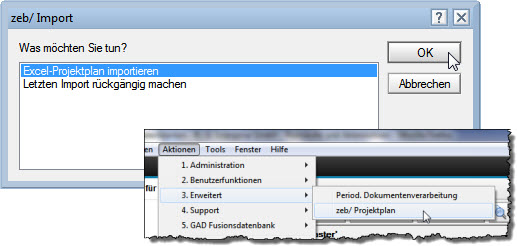 zeb/ Import
Was möchten Sie tun?
Excel-Projektplan importieren
Letzten Import rückgängig machen
OK
Abbrechen
en Aktionen Tools Fenster Hilfe
1. Administration
2. Benutzerfunktionen
3. Erweitert
4. Support
5. GAD Fusionsdatenbank
für
Period. Dokumentenverarbeitung
zeb/ Projektplan
ster'